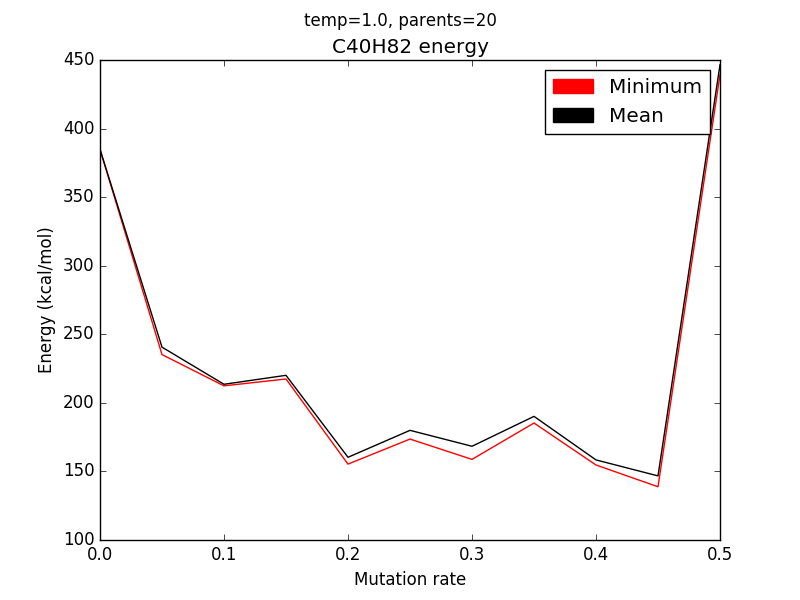 temp=1.0, parents=20
C40H82 energy
450
400
350
300
250
200
150
100
Energy (kcal/mol)
Minimum
Mean
0.0 0.1 0.2 0.3 0.4 0.5
Mutation rate